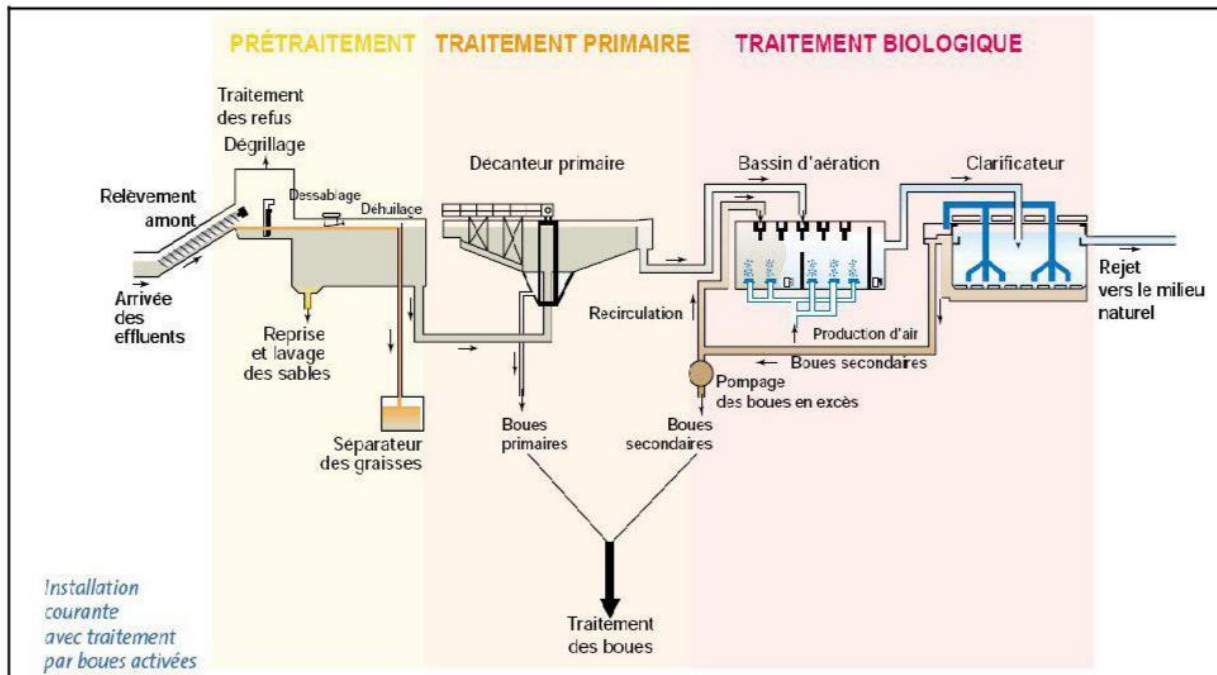 PRÉTRAITEMENT
TRAITEMENT PRIMAIRE
TRAITEMENT BIOLOGIQUE
Traitement
des refus
Dégrillage
Relèvement
amont
Dessablage
Déhuilage
Arrivée
des
effluents
Reprise
et lavage
des sables
Séparateur
des graisses
Décanteur primaire
Boues
primaires
Bassin d'aération
Clarificateur
Recirculation
Production d'air
Boues secondaires
Pompage
des boues en excès
Boues
secondaires
Rejet
vers le milieu
naturel
Traitement
des boues
Installation
courante
avec traitement
par boues activées